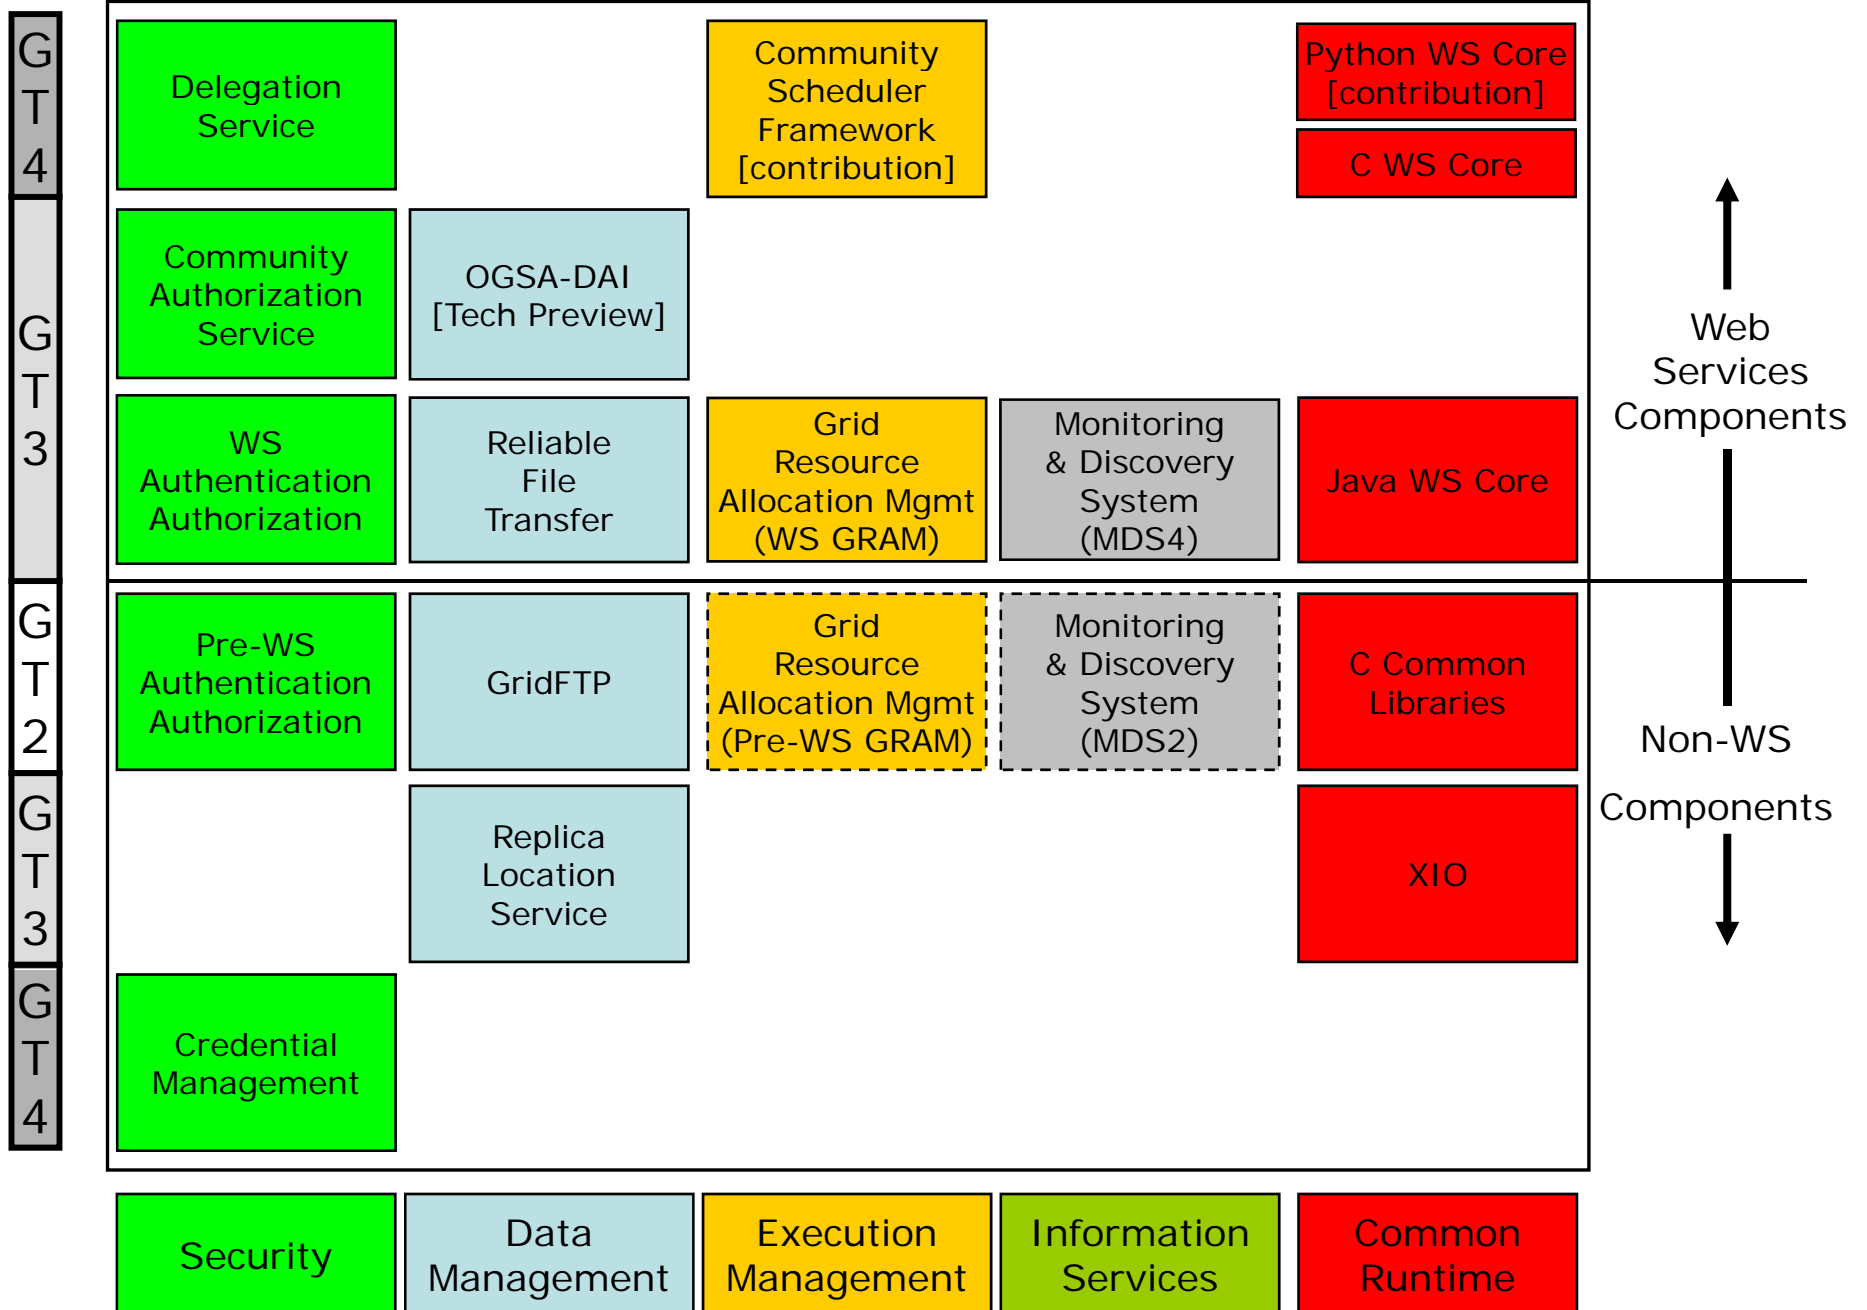 G
T
4
Delegation
Service
Community
Scheduler
Framework
[contribution]
Python WS Core
[contribution]
C WS Core
G
T
3
Community
Authorization
Service
OGSA-DAI
[Tech Preview]
WS
Authentication
Authorization
Reliable
File
Transfer
Grid
Resource
Allocation Mgmt
(WS GRAM)
Monitoring
& Discovery
System
(MDS4)
Java WS Core
Web
Services
Components
G
T
2
Pre-WS
Authentication
Authorization
GridFTP
Grid
Resource
Allocation Mgmt
(Pre-WS GRAM)
Monitoring
& Discovery
System
(MDS2)
C Common
Libraries
Non-WS
Components
G
T
3
Replica
Location
Service
XIO
G
T
4
Credential
Management
Security
Data
Management
Execution
Management
Information
Services
Common
Runtime